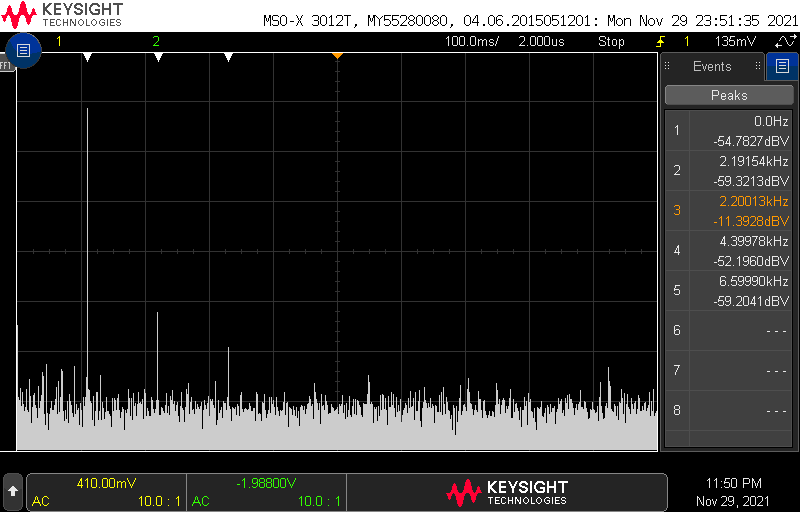 KEYSIGHT
TECHNOLOGIES
MSO-X 3012T, MY55280080, 04.06.2015051201: Mon Nov 29 23:51:35 2021
1 2 100.0ms/ 2.000us Stop 1 135mV
FFT
Events
Peaks
1 0.0Hz
-54.7827dBV
2 2.19154kHz
-59.3213dBV
3 2.20013kHz
-11.3928dBV
4 4.39978kHz
-52.1960dBV
5 6.59990kHz
-59.2041dBV
6 ---
7 ---
8 ---
410.00mV
AC 10.0 : 1
-1.98800V
AC 10.0 : 1
KEYSIGHT
TECHNOLOGIES
11:50 PM
Nov 29, 2021